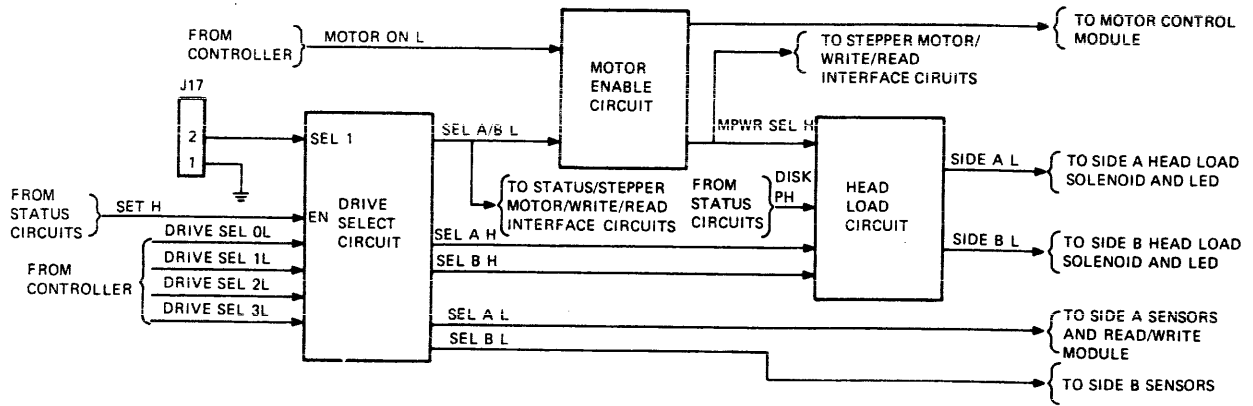 FROM
CONTROLLER
MOTOR ON L
MOTOR
ENABLE
CIRCUIT
TO MOTOR CONTROL
MODULE
TO STEPPER MOTOR/
WRITE/READ
INTERFACE CIRUITS
J17
2
1
SEL 1
SEL A/B L
MPWR SEL H
TO STATUS/STEPPER
MOTOR/WRITE/READ
INTERFACE CIRCUITS
FROM
STATUS
CIRCUITS
DISK
PH
HEAD
LOAD
CIRCUIT
SIDE A L
TO SIDE A HEAD LOAD
SOLENOID AND LED
SIDE B L
TO SIDE B HEAD LOAD
SOLENOID AND LED
FROM
STATUS
CIRCUITS
SET H
EN
DRIVE
SELECT
CIRCUIT
FROM
CONTROLLER
DRIVE SEL 0L
DRIVE SEL 1L
DRIVE SEL 2L
DRIVE SEL 3L
SEL A H
SEL B H
SEL A L
SEL B L
TO SIDE A SENSORS
AND READ/WRITE
MODULE
TO SIDE B SENSORS